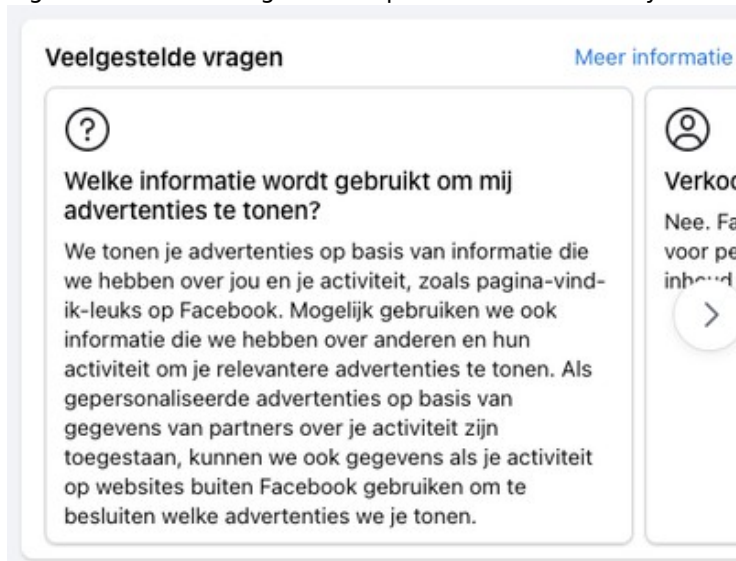 Veelgestelde vragen
Meer informatie
Welke informatie wordt gebruikt om mij
advertenties te tonen?
We tonen je advertenties op basis van informatie die
we hebben over jou en je activiteit, zoals pagina-vind-
ik-leuks op Facebook. Mogelijk gebruiken we ook
informatie die we hebben over anderen en hun
activiteit om je relevantere advertenties te tonen. Als
gepersonaliseerde advertenties op basis van
gegevens van partners over je activiteit zijn
toegestaan, kunnen we ook gegevens als je activiteit
op websites buiten Facebook gebruiken om te
besluiten welke advertenties we je tonen.
Nee.
voor